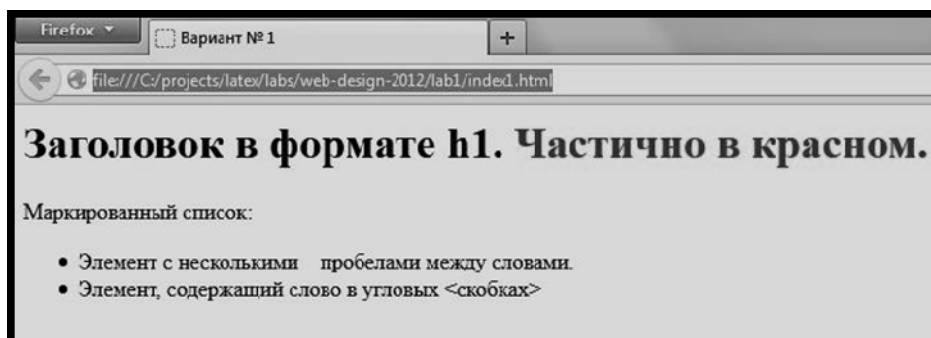 Firefox
Вариант № 1
file:///C:/projects/latex/labs/web-design-2012/lab1/index1.html
Заголовок в формате h1. Частично в красном.
Маркированный список:
• Элемент с несколькими    пробелами между словами.
• Элемент, содержащий слово в угловых <скобках>